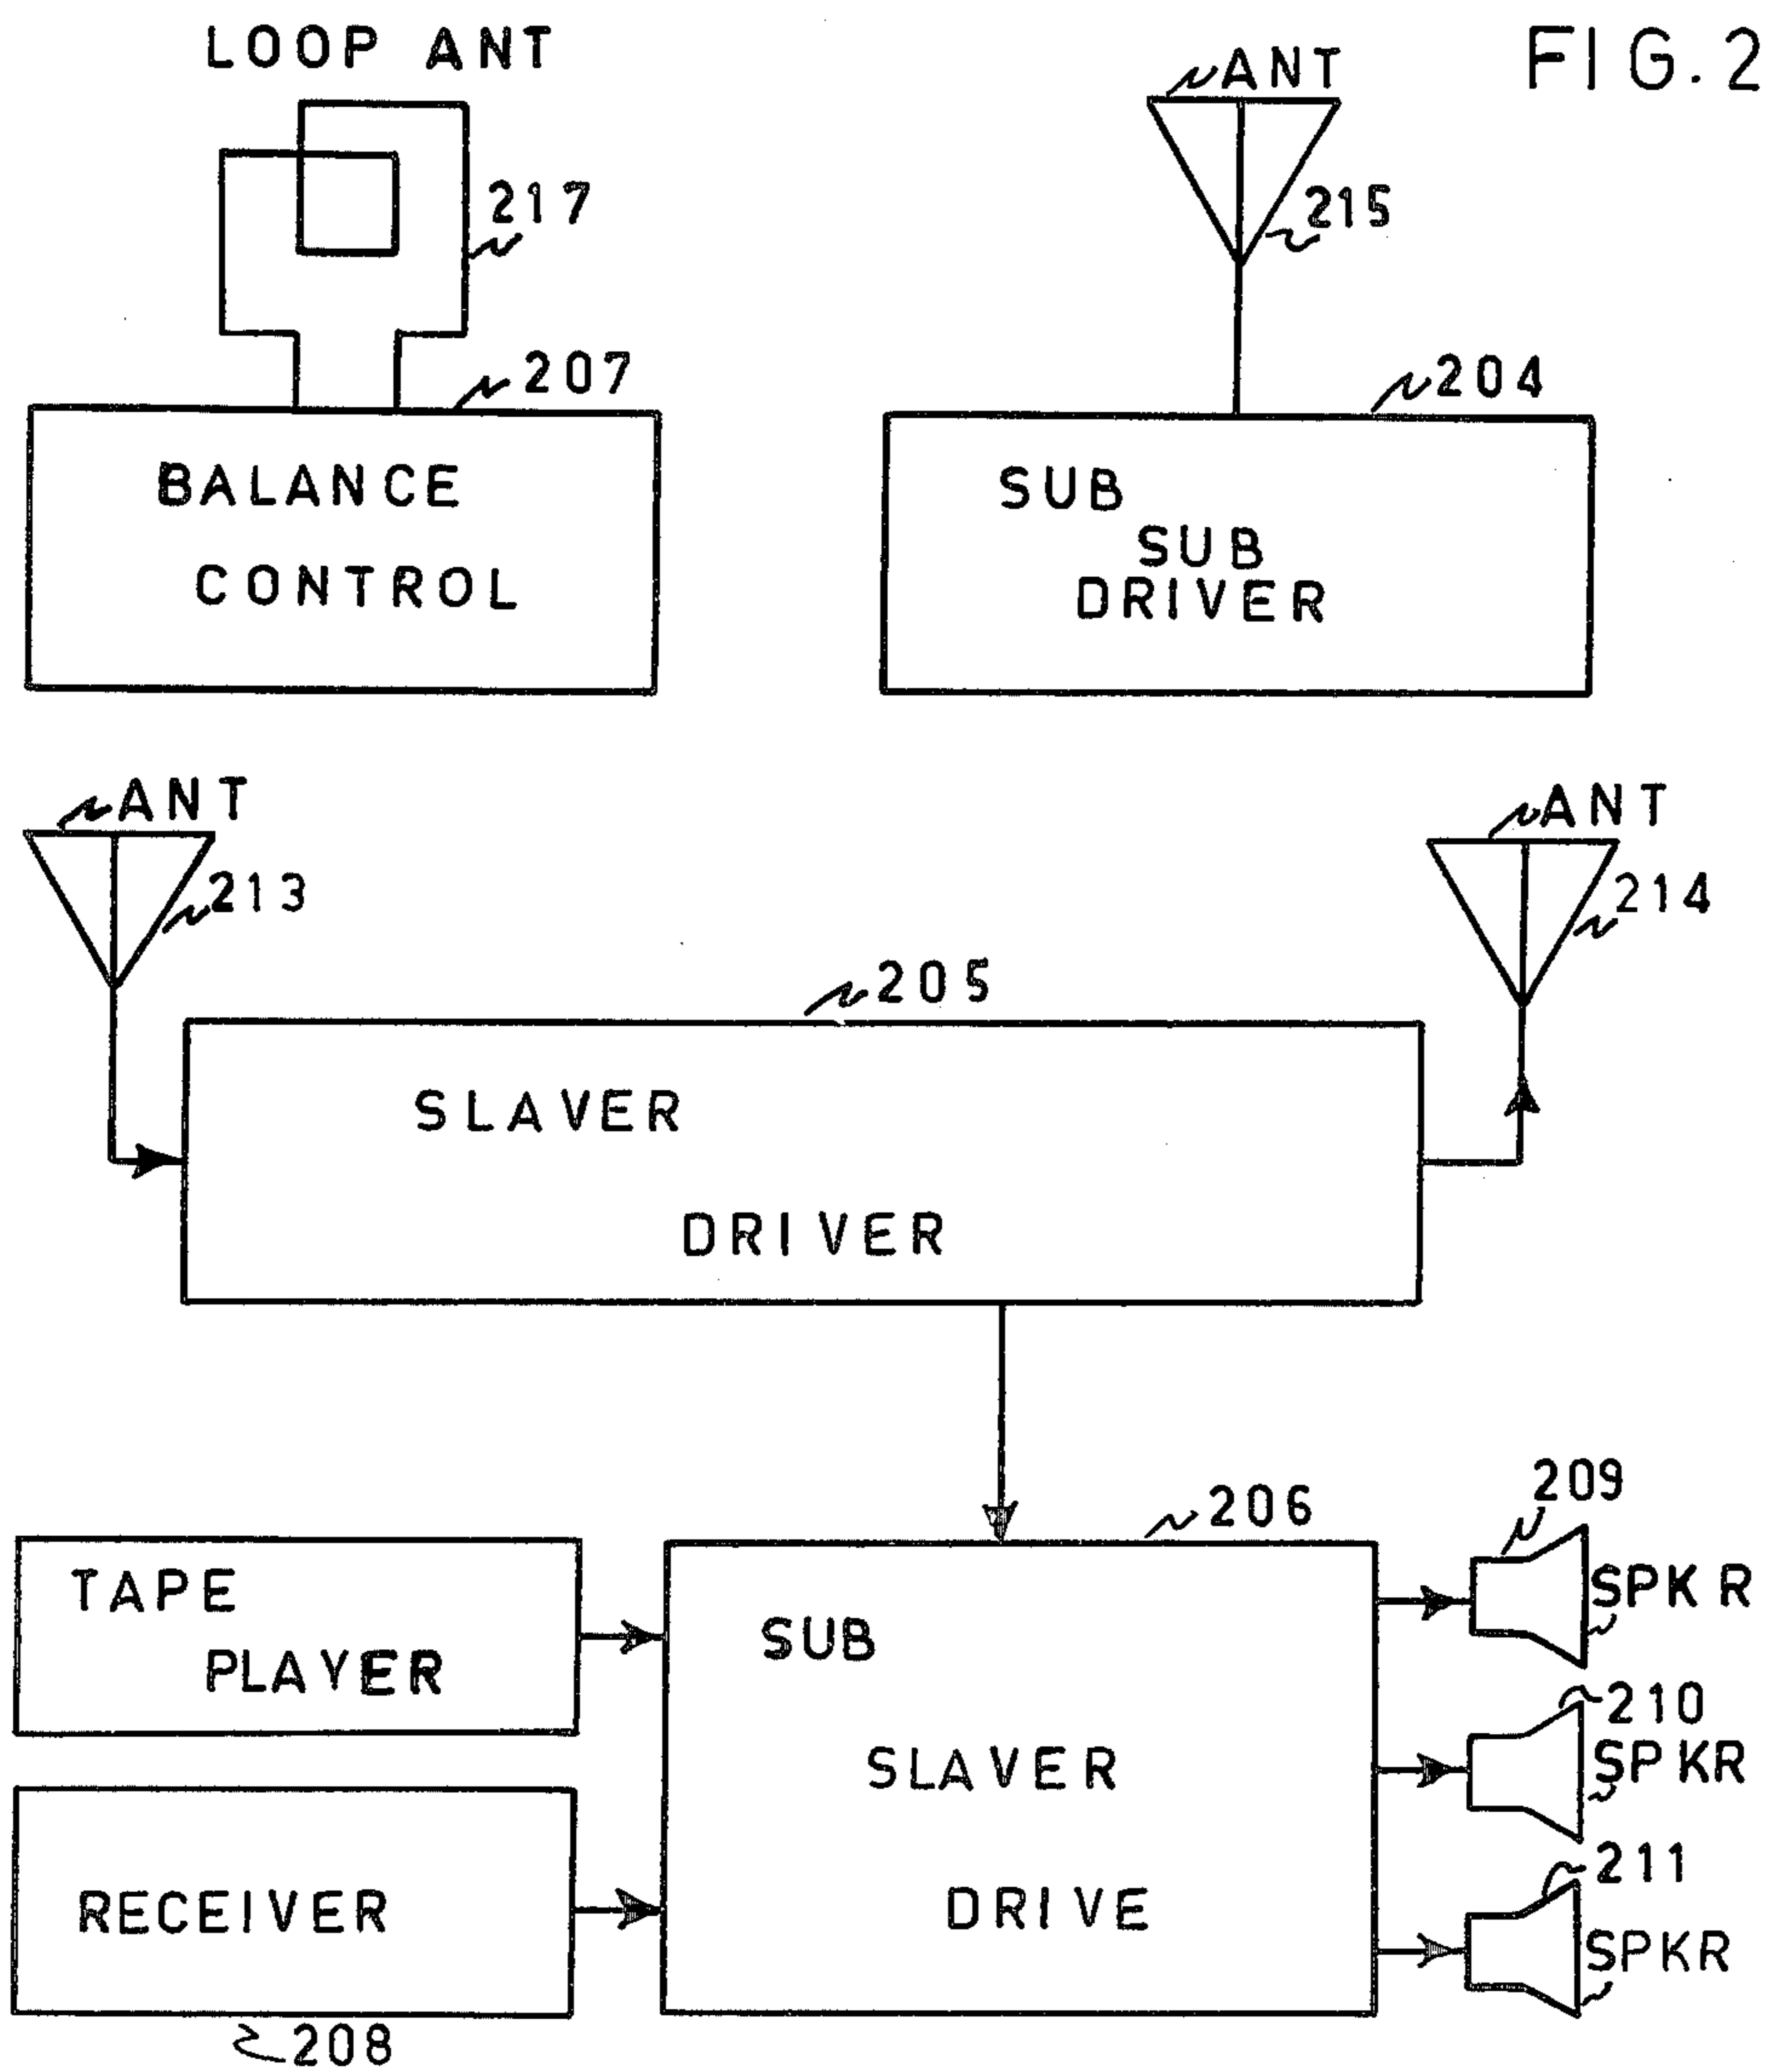 FIG. 2
LOOP ANT
ANT
217
215
207
204
BALANCE
CONTROL
SUB
SUB
DRIVER
ANT
ANT
213
214
205
SLAVER
DRIVER
206
209
TAPE
PLAYER
SUB
SLAVER
DRIVE
SPKR
210
SPKR
RECEIVER
211
SPKR
208